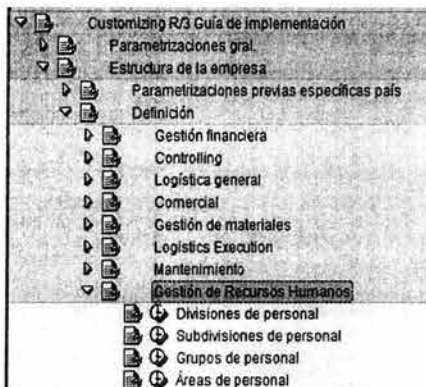 Customizing R/3 Guía de implementación
Parametrizaciones gral.
Estructura de la empresa
Parametrizaciones previas específicas país
Definición
Gestión financiera
Controlling
Logística general
Comercial
Gestión de materiales
Logistics Execution
Mantenimiento
Gestión de Recursos Humanos
Divisiones de personal
Subdivisiones de personal
Grupos de personal
Áreas de personal